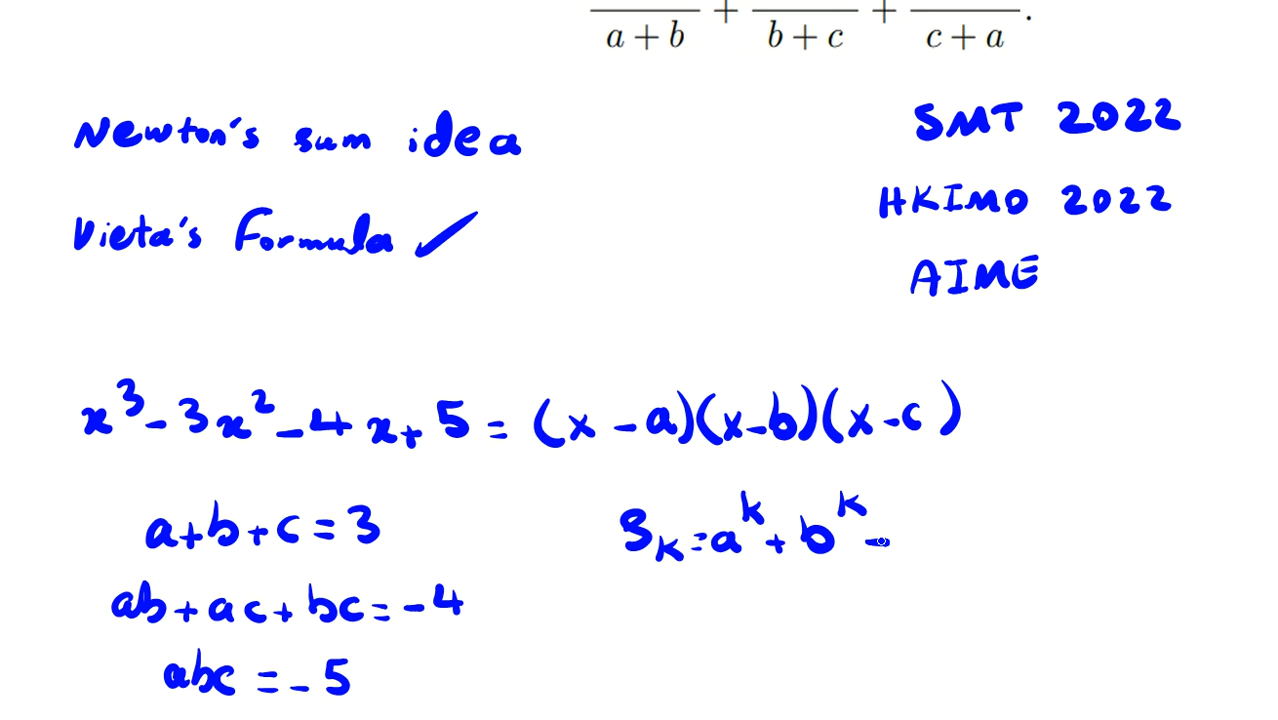 a + b + b + c + c + a .
Newton's sum idea
SMT 2022
Vieta's Formula ✓
HKIMO 2022
AIME
x³ - 3x² - 4x + 5 = (x - a)(x - b)(x - c)
a + b + c = 3
S_k = a^k + b^k -
ab + ac + bc = -4
abc = -5